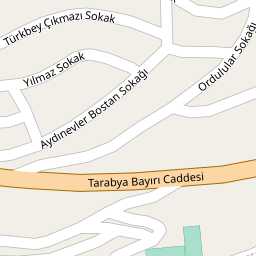 Türkbey Çıkmazı Sokak
Yılmaz Sokak
Ordulular Sokağı
Aydınevler Bostan Sokağı
Tarabya Bayırı Caddesi